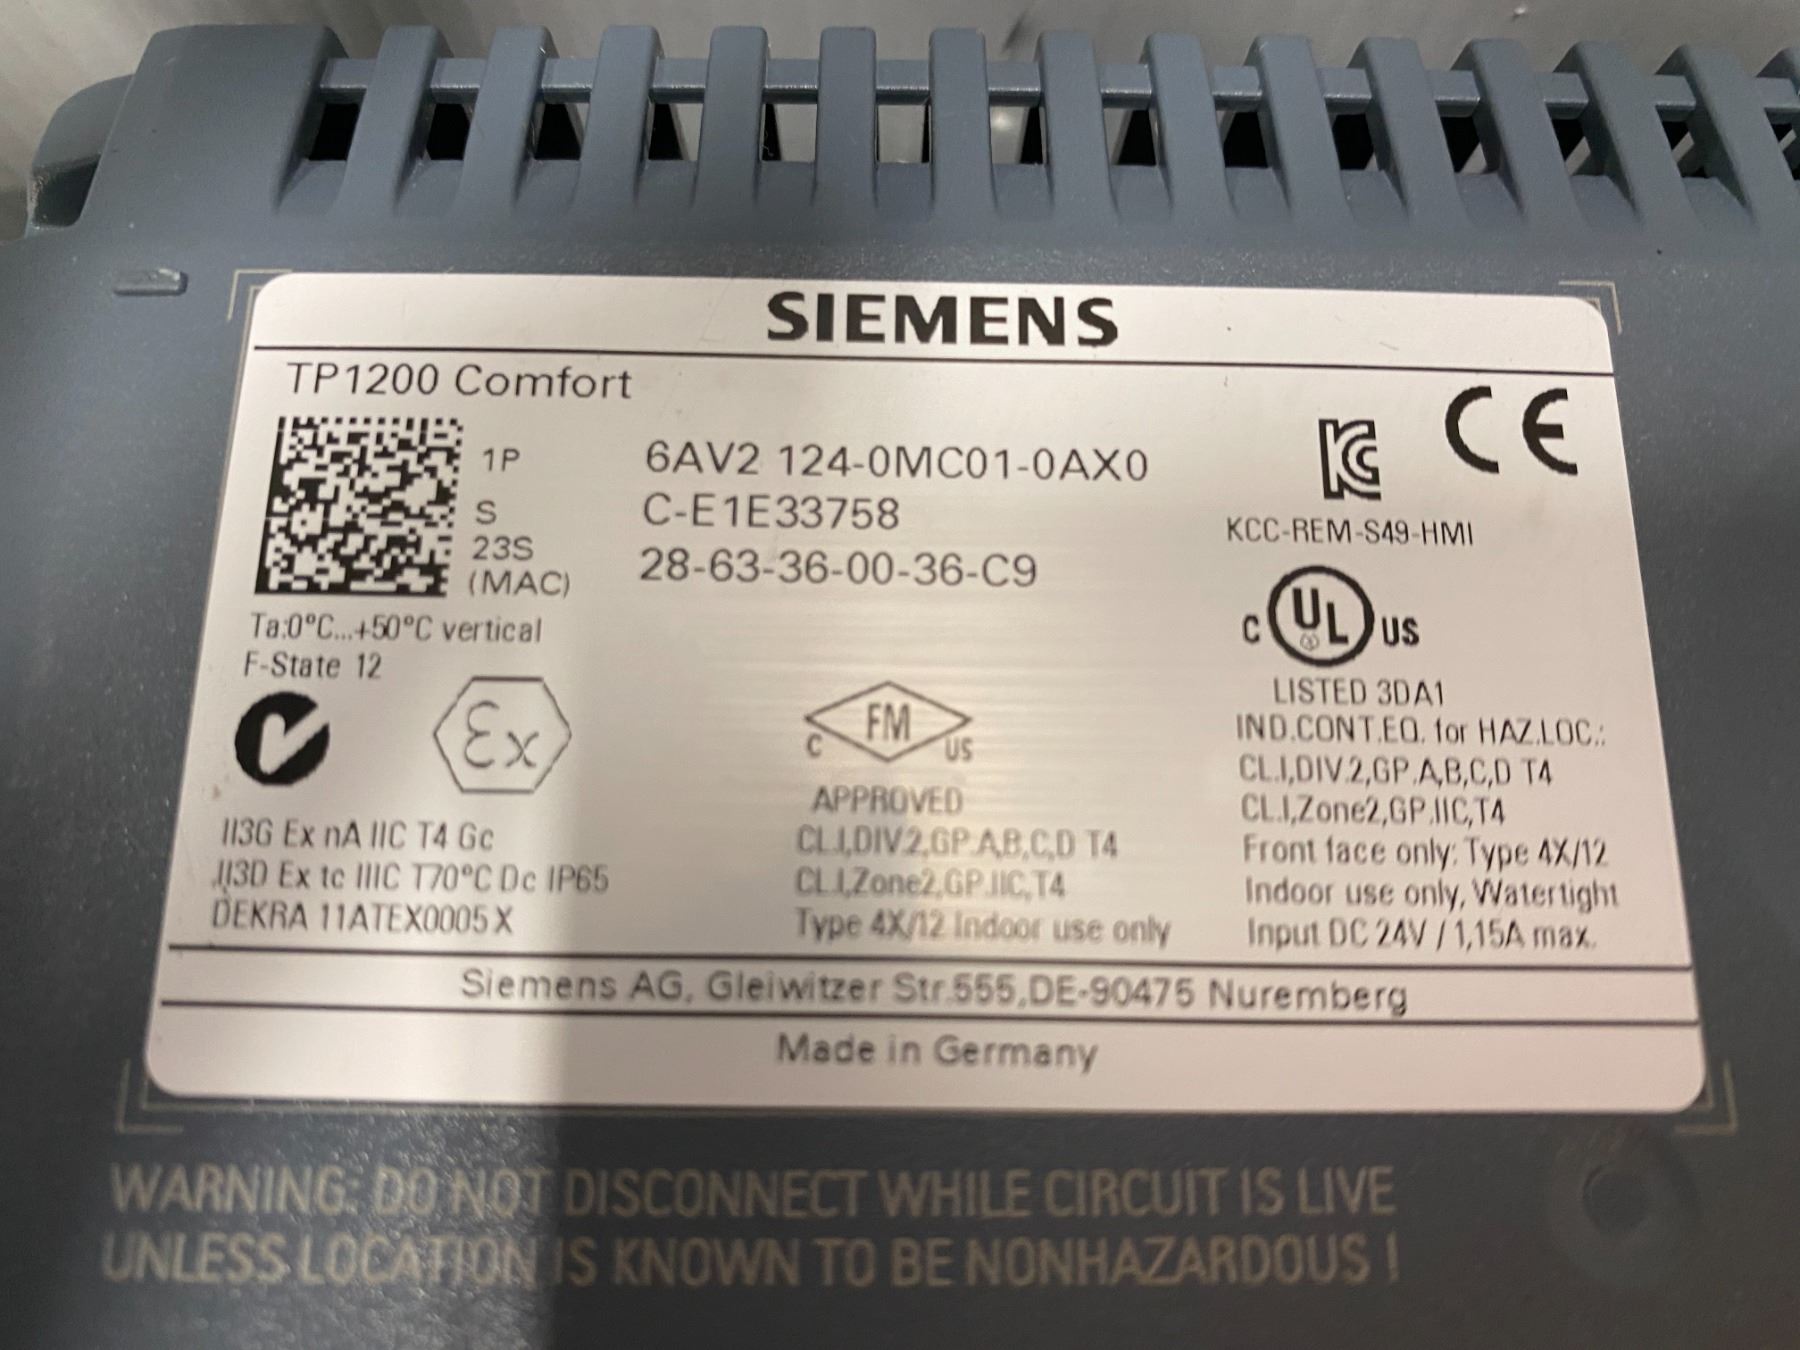 SIEMENS
TP1200 Comfort
1P 6AV2 124-0MC01-0AX0
S C-E1E33758
23S 28-63-36-00-36-C9
(MAC)
Ta:0°C...+50°C vertical
F-State 12
Ex
II3G Ex nA IIC T4 Gc
II3D Ex tc IIIC T70°C Dc IP65
DEKRA 11ATEX0005 X
C FM US
APPROVED
CL.I,DIV.2,GP.A,B,C,D T4
CL.I,Zone2,GP.IIC,T4
Type 4X/12 Indoor use only
CE
KCC-REM-S49-HMI
C UL US
LISTED 3DA1
IND.CONT.EQ. for HAZ.LOC.:
CL.I,DIV.2,GP.A,B,C,D T4
CL.I,Zone2,GP.IIC,T4
Front face only: Type 4X/12
Indoor use only, Watertight
Input DC 24V / 1,15A max.
Siemens AG, Gleiwitzer Str.555,DE-90475 Nuremberg
Made in Germany
WARNING: DO NOT DISCONNECT WHILE CIRCUIT IS LIVE
UNLESS LOCATION IS KNOWN TO BE NONHAZARDOUS !